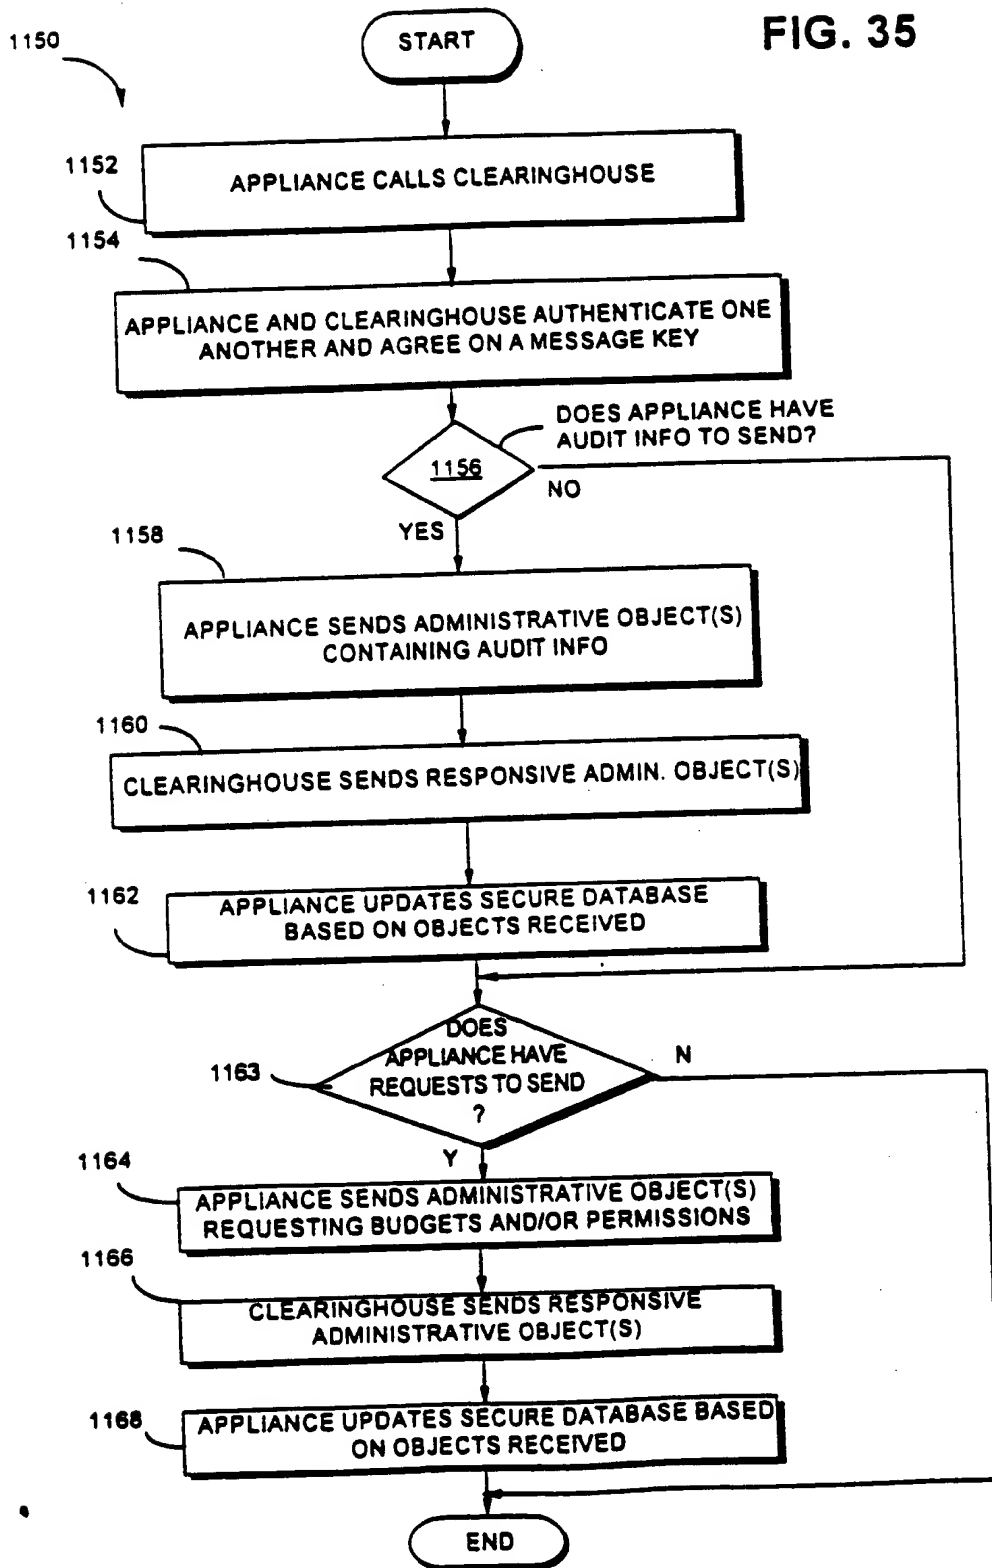 FIG. 35
1150
START
1152
APPLIANCE CALLS CLEARINGHOUSE
1154
APPLIANCE AND CLEARINGHOUSE AUTHENTICATE ONE
ANOTHER AND AGREE ON A MESSAGE KEY
DOES APPLIANCE HAVE
AUDIT INFO TO SEND?
1156
NO
YES
1158
APPLIANCE SENDS ADMINISTRATIVE OBJECT(S)
CONTAINING AUDIT INFO
1160
CLEARINGHOUSE SENDS RESPONSIVE ADMIN. OBJECT(S)
1162
APPLIANCE UPDATES SECURE DATABASE
BASED ON OBJECTS RECEIVED
1163
DOES
APPLIANCE HAVE
REQUESTS TO SEND
?
N
Y
1164
APPLIANCE SENDS ADMINISTRATIVE OBJECT(S)
REQUESTING BUDGETS AND/OR PERMISSIONS
1166
CLEARINGHOUSE SENDS RESPONSIVE
ADMINISTRATIVE OBJECT(S)
1168
APPLIANCE UPDATES SECURE DATABASE BASED
ON OBJECTS RECEIVED
END